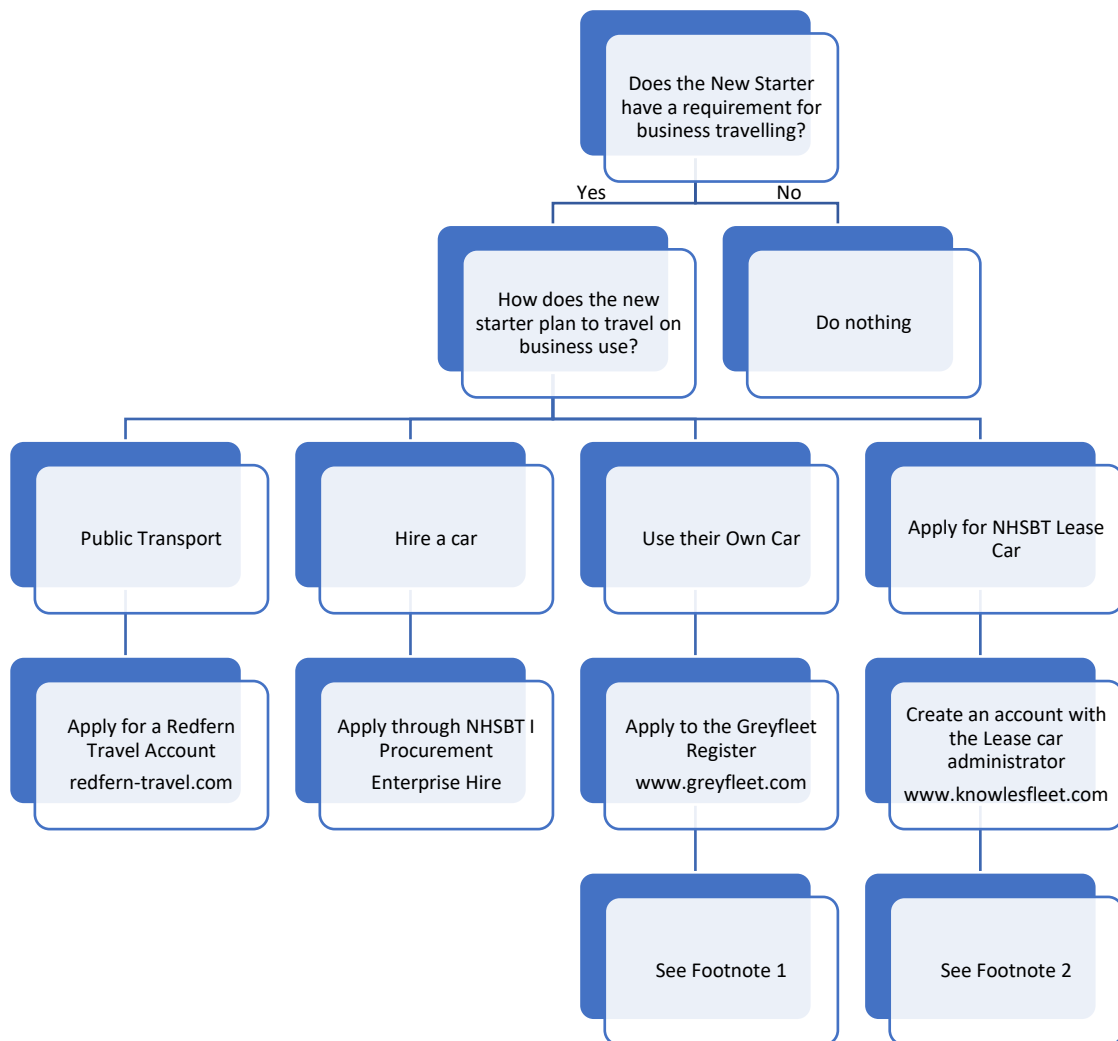 Does the New Starter
have a requirement for
business travelling?
Yes
No
How does the new
starter plan to travel on
business use?
Do nothing
Public Transport
Hire a car
Use their Own Car
Apply for NHSBT Lease
Car
Apply for a Redfern
Travel Account
redfern-travel.com
Apply through NHSBT I
Procurement
Enterprise Hire
Apply to the Greyfleet
Register
www.greyfleet.com
Create an account with
the Lease car
administrator
www.knowlesfleet.com
See Footnote 1
See Footnote 2